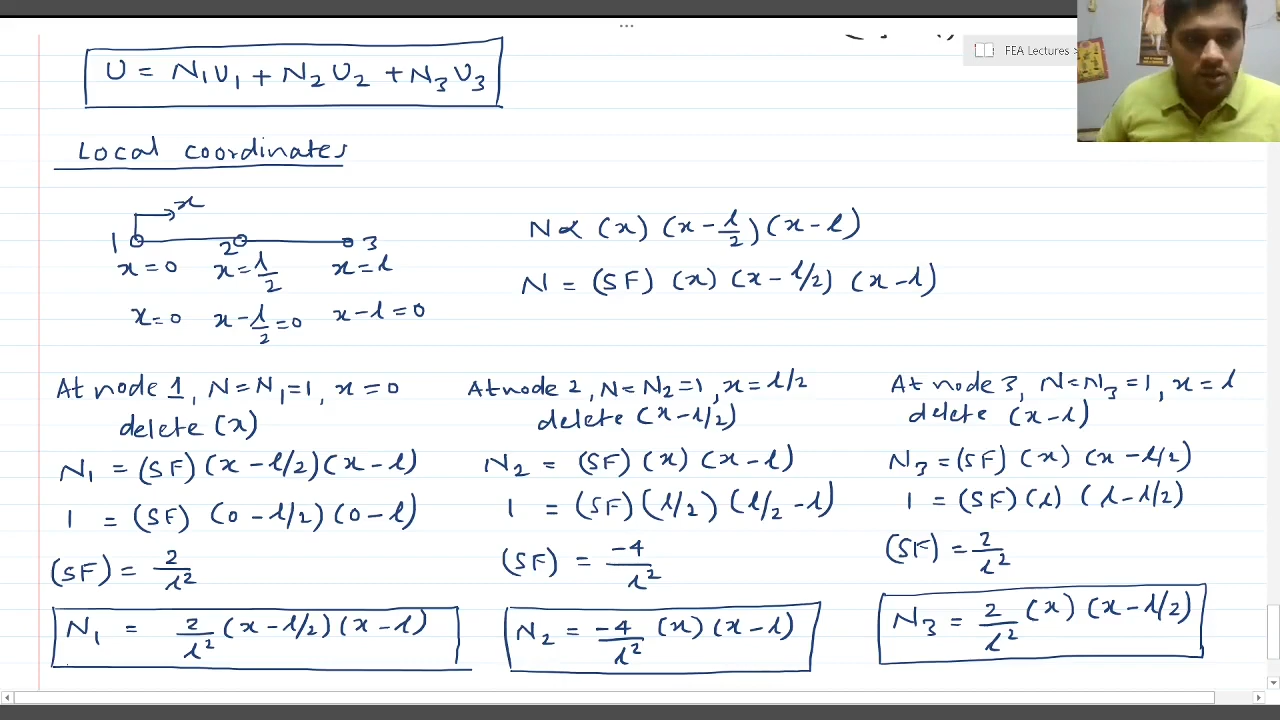 FEA Lectures >
U = N₁U₁ + N₂U₂ + N₃U₃
Local coordinates
x
1 2 3
x=0 x=l/2 x=l
x=0 x-l/2=0 x-l=0
N ∝ (x) (x-l/2) (x-l)
N = (SF) (x) (x-l/2) (x-l)
At node 1, N=N₁=1, x=0
delete (x)
N₁ = (SF) (x-l/2) (x-l)
1 = (SF) (0-l/2) (0-l)
(SF) = 2/l²
N₁ = 2/l² (x-l/2) (x-l)
At node 2, N=N₂=1, x=l/2
delete (x-l/2)
N₂ = (SF) (x) (x-l)
1 = (SF) (l/2) (l/2-l)
(SF) = -4/l²
N₂ = -4/l² (x) (x-l)
At node 3, N=N₃=1, x=l
delete (x-l)
N₃ = (SF) (x) (x-l/2)
1 = (SF) (l) (l-l/2)
(SF) = 2/l²
N₃ = 2/l² (x) (x-l/2)